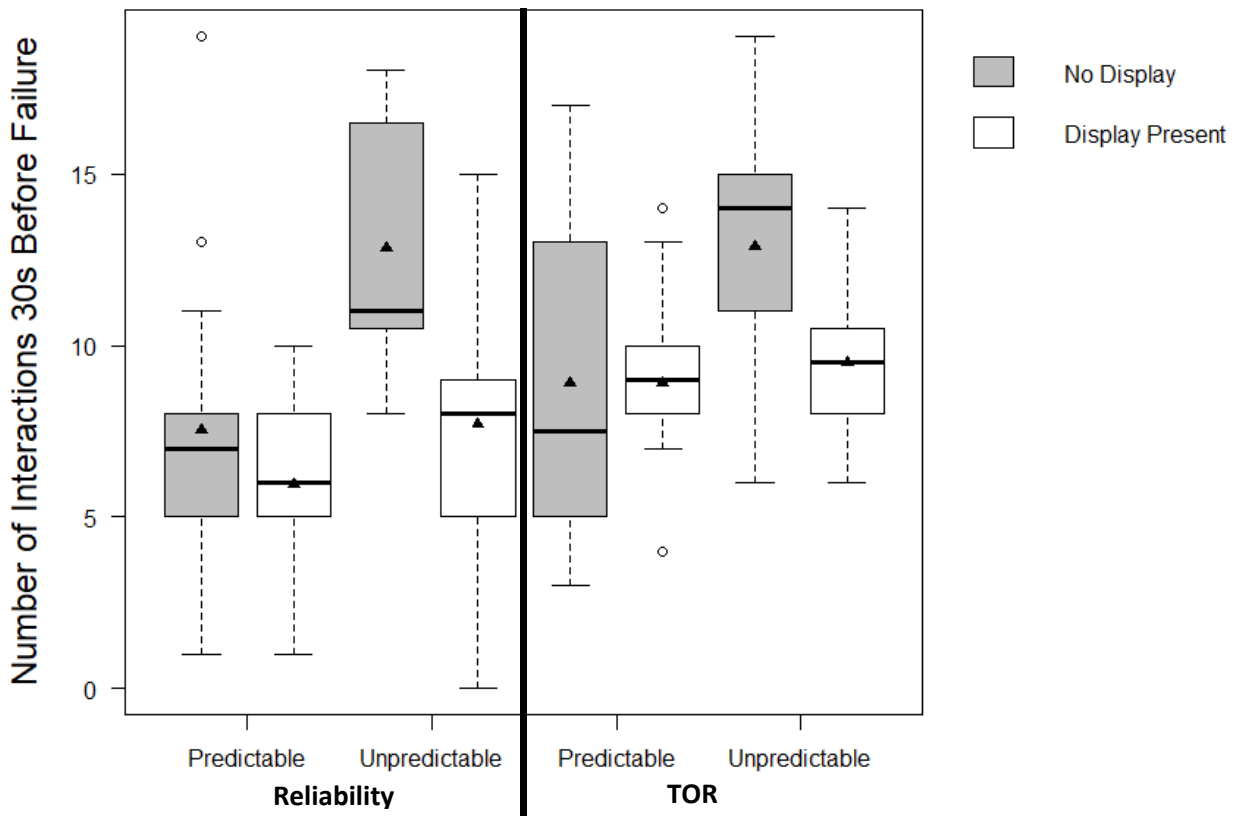 Number of Interactions 30s Before Failure
15
10
5
0
Predictable
Unpredictable
Predictable
Unpredictable
Reliability
TOR
No Display
Display Present